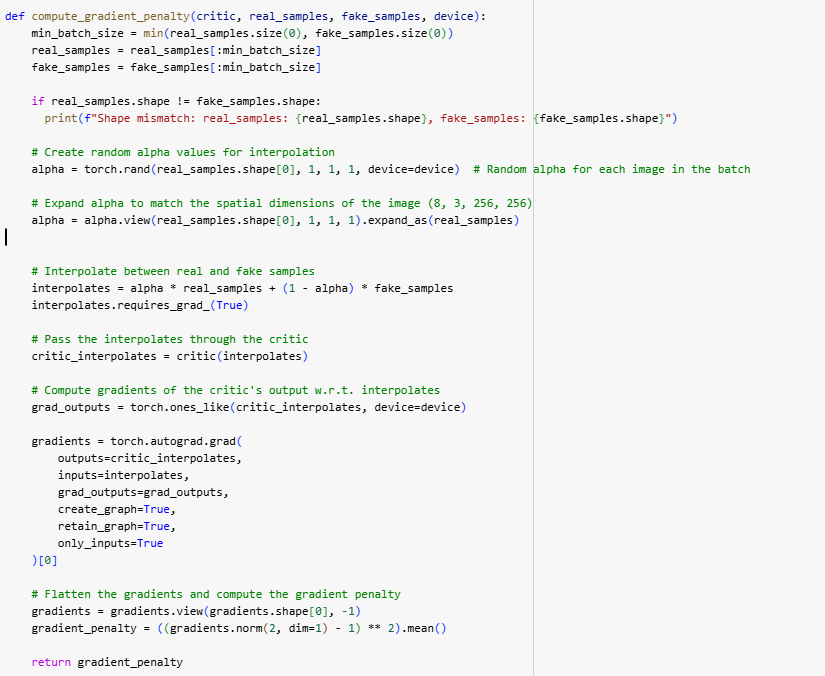 def compute_gradient_penalty(critic, real_samples, fake_samples, device):
    min_batch_size = min(real_samples.size(0), fake_samples.size(0))
    real_samples = real_samples[:min_batch_size]
    fake_samples = fake_samples[:min_batch_size]

    if real_samples.shape != fake_samples.shape:
      print(f"Shape mismatch: real_samples: {real_samples.shape}, fake_samples: {fake_samples.shape}")

    # Create random alpha values for interpolation
    alpha = torch.rand(real_samples.shape[0], 1, 1, 1, device=device)  # Random alpha for each image in the batch

    # Expand alpha to match the spatial dimensions of the image (8, 3, 256, 256)
    alpha = alpha.view(real_samples.shape[0], 1, 1, 1).expand_as(real_samples)


    # Interpolate between real and fake samples
    interpolates = alpha * real_samples + (1 - alpha) * fake_samples
    interpolates.requires_grad_(True)

    # Pass the interpolates through the critic
    critic_interpolates = critic(interpolates)

    # Compute gradients of the critic's output w.r.t. interpolates
    grad_outputs = torch.ones_like(critic_interpolates, device=device)

    gradients = torch.autograd.grad(
        outputs=critic_interpolates,
        inputs=interpolates,
        grad_outputs=grad_outputs,
        create_graph=True,
        retain_graph=True,
        only_inputs=True
    )[0]

    # Flatten the gradients and compute the gradient penalty
    gradients = gradients.view(gradients.shape[0], -1)
    gradient_penalty = ((gradients.norm(2, dim=1) - 1) ** 2).mean()

    return gradient_penalty